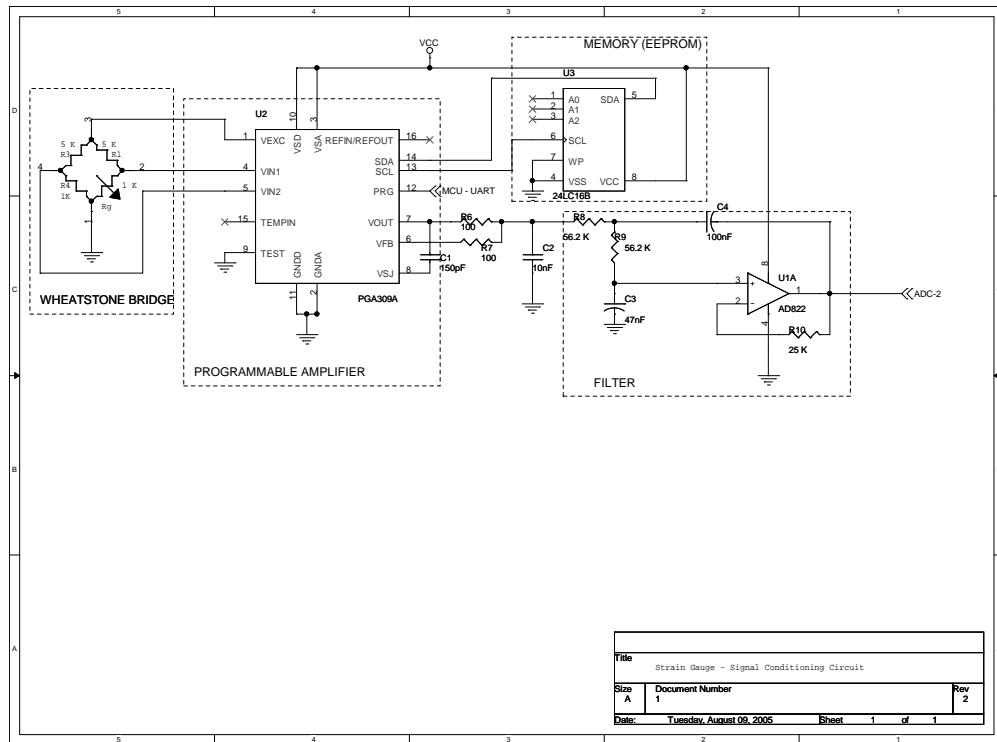 5 4 3 2 1
D
C
B
A
VCC
MEMORY (EEPROM)
U3
1 A0 SDA 5
2 A1
3 A2
6 SCL
7 WP
4 VSS VCC 8
24LC16B
U2
10 3
VSD VSA
1 VEXC REFIN/REFOUT 16
SDA 14
SCL 13
4 VIN1
5 VIN2 PRG 12 MCU - UART
15 TEMPIN VOUT 7
VFB 6
9 TEST
VSJ 8
GNDD GNDA
11 2
PGA309A
PROGRAMMABLE AMPLIFIER
3
5 K 5 K
R3 R1
4 2
R4 1 K
1K
Rg
1
WHEATSTONE BRIDGE
R6
100
R7
100
C1
150pF
C2
10nF
R8
56.2 K
R9
56.2 K
C4
100nF
C3
47nF
8
U1A
3 +
2 -
1
AD822
4
R10
25 K
ADC-2
FILTER
Title
Strain Gauge - Signal Conditioning Circuit
Size Document Number Rev
A 1 2
Date: Tuesday, August 09, 2005 Sheet 1 of 1
5 4 3 2 1